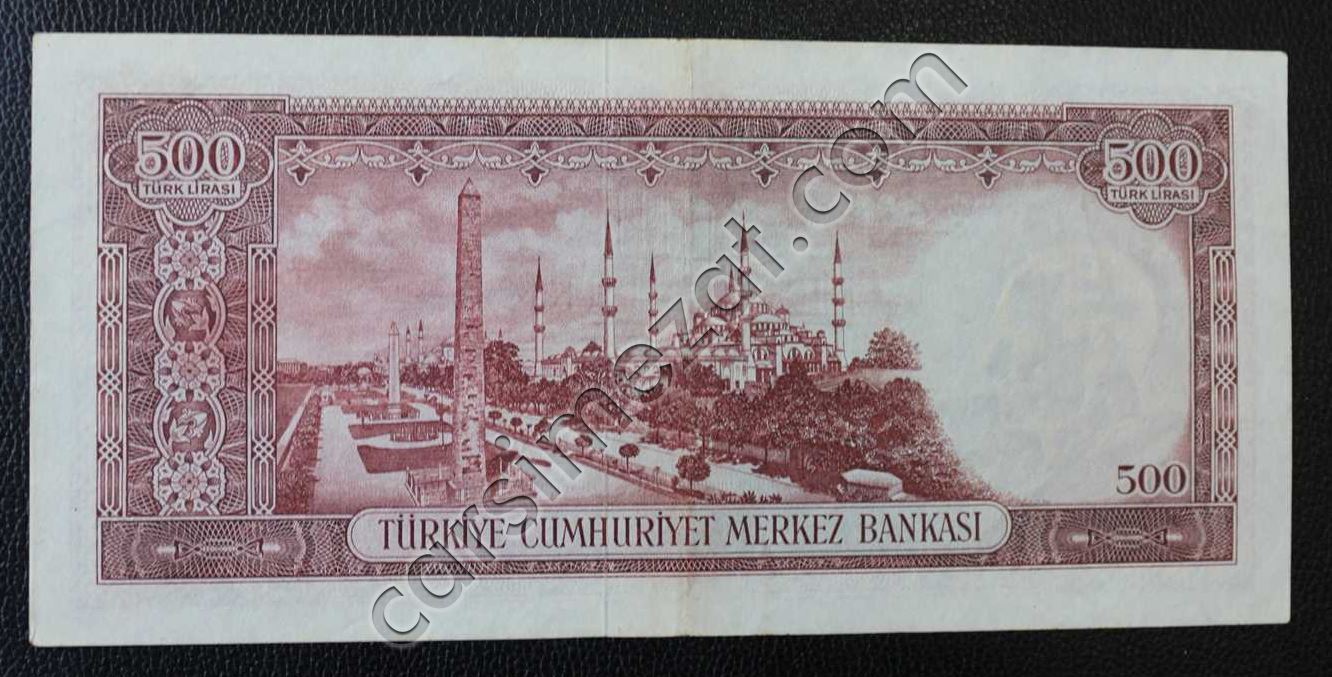 500
TÜRK LİRASI
500
TÜRK LİRASI
carsimezat.com
500
TÜRKİYE CUMHURİYET MERKEZ BANKASI